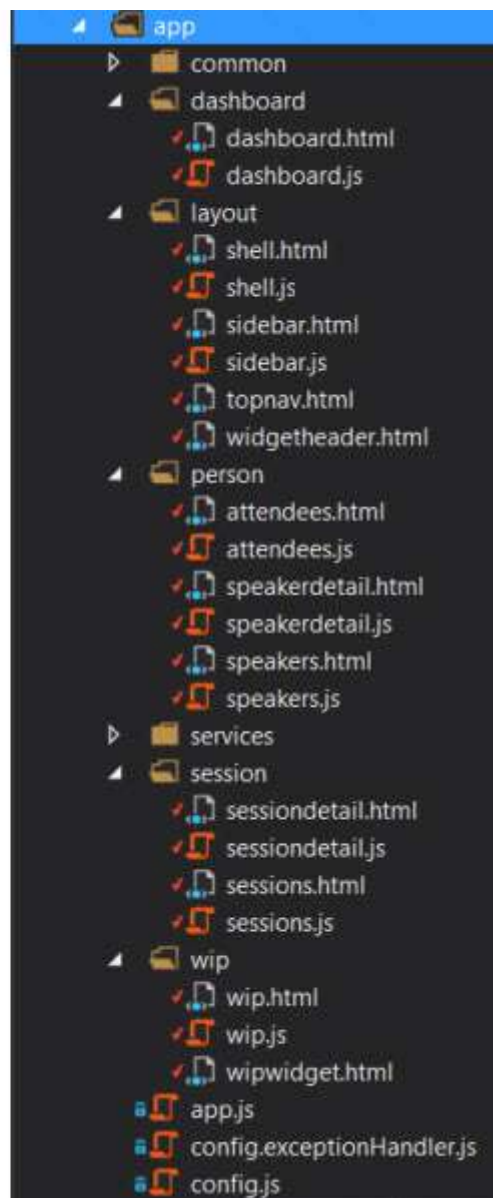 app
common
dashboard
dashboard.html
dashboard.js
layout
shell.html
shell.js
sidebar.html
sidebar.js
topnav.html
widgetheader.html
person
attendees.html
attendees.js
speakerdetail.html
speakerdetail.js
speakers.html
speakers.js
services
session
sessiondetail.html
sessiondetail.js
sessions.html
sessions.js
wip
wip.html
wip.js
wipwidget.html
app.js
config.exceptionHandler.js
config.js